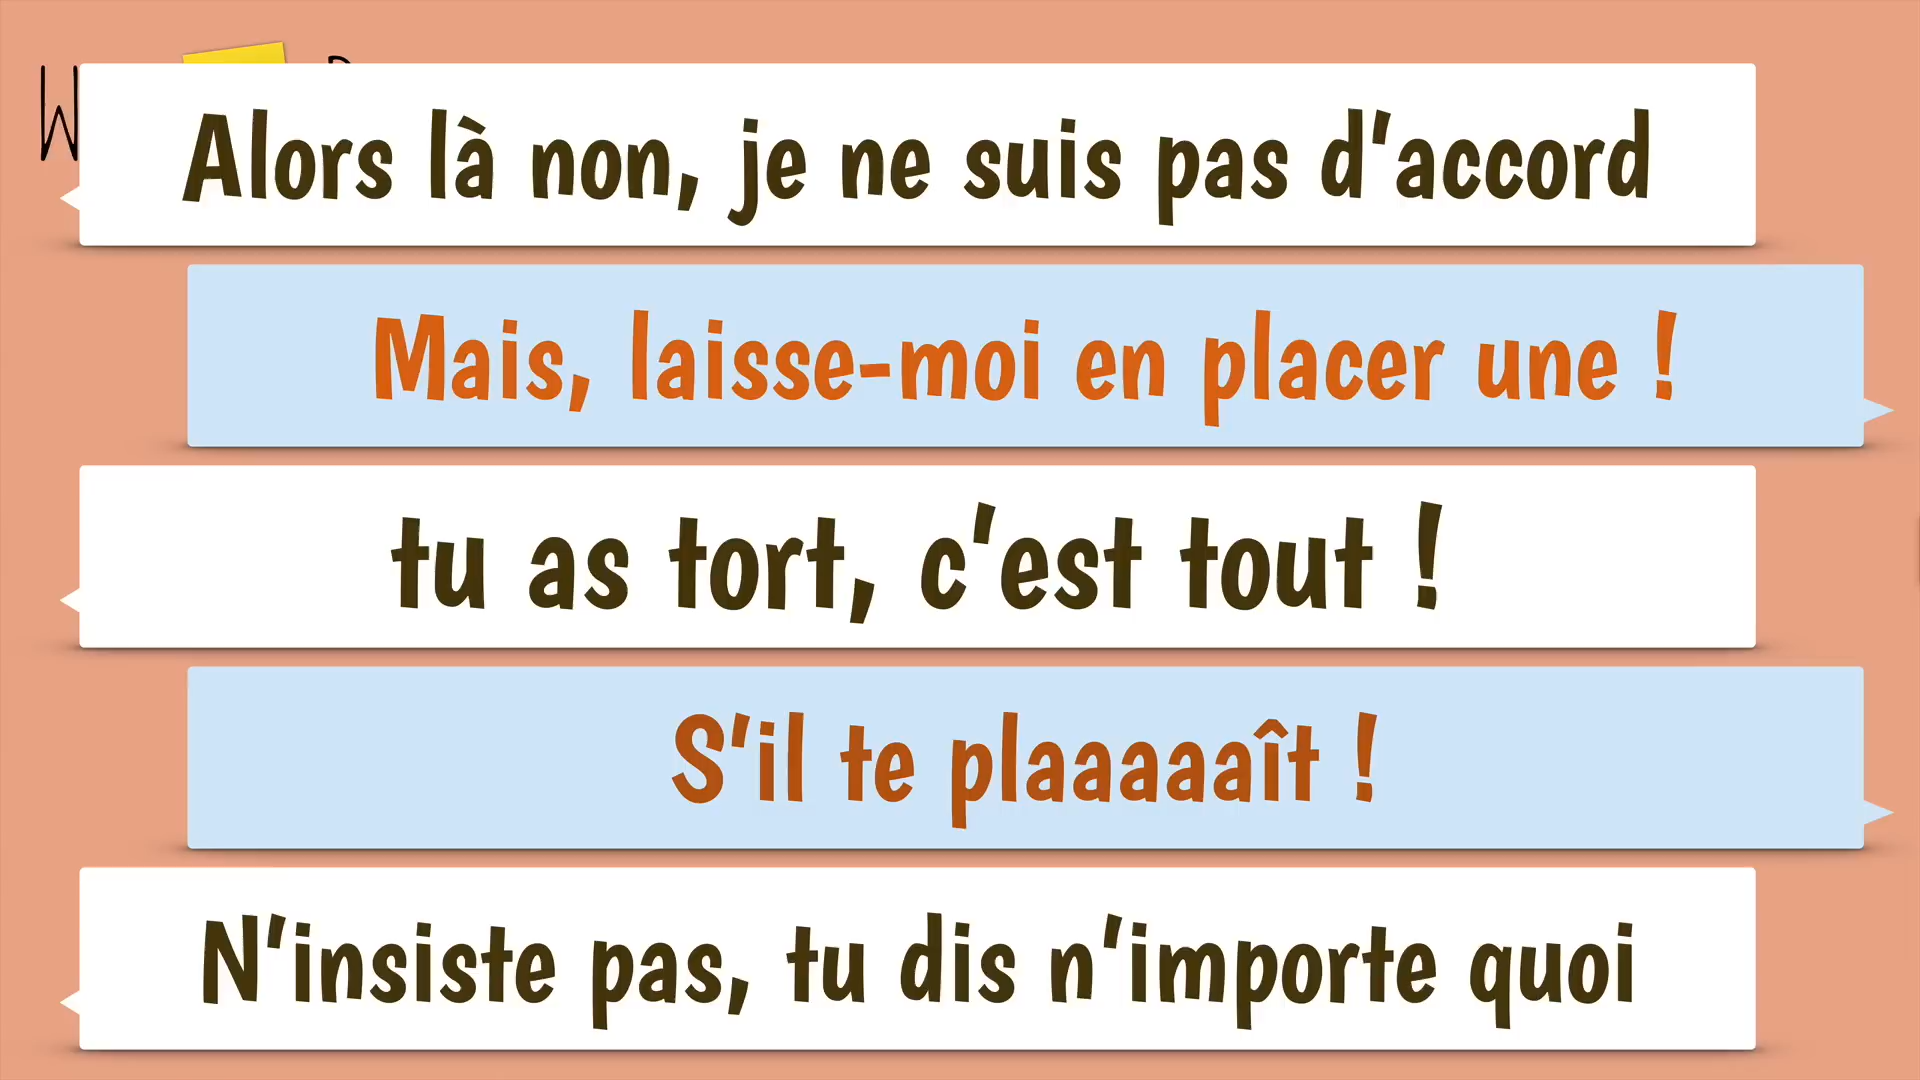 Alors là non, je ne suis pas d'accord
Mais, laisse-moi en placer une !
tu as tort, c'est tout !
S'il te plaaaaaît !
N'insiste pas, tu dis n'importe quoi